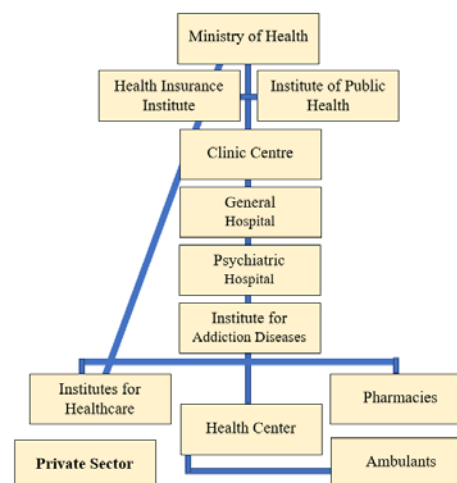 Ministry of Health
Health Insurance
Institute
Institute of Public
Health
Clinic Centre
General
Hospital
Psychiatric
Hospital
Institute for
Addiction Diseases
Institutes for
Healthcare
Pharmacies
Health Center
Private Sector
Ambulants